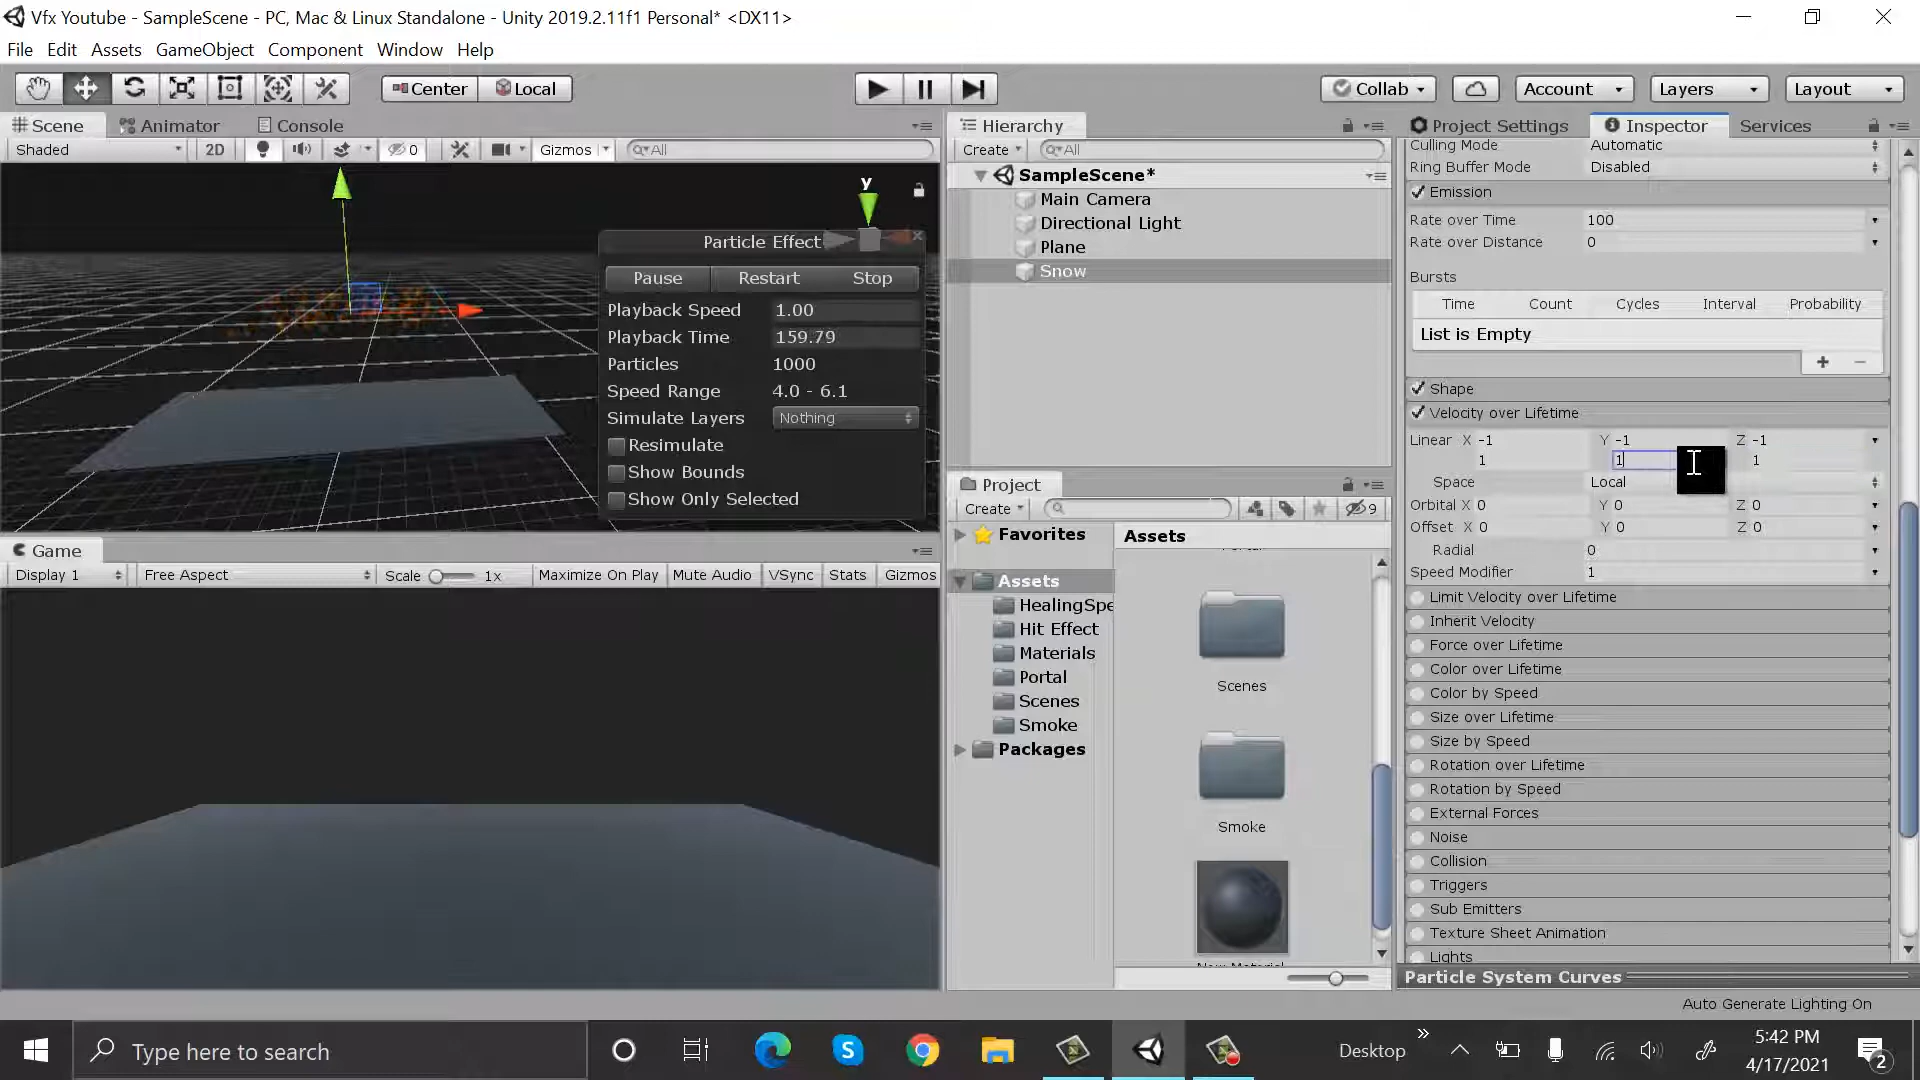 Vfx Youtube - SampleScene - PC, Mac & Linux Standalone - Unity 2019.2.11f1 Personal* <DX11>
File Edit Assets GameObject Component Window Help
Center Local Collab Account Layers Layout
Scene Animator Console
Shaded 2D 0 Gizmos All
y
Particle Effect
Pause Restart Stop
Playback Speed 1.00
Playback Time 159.79
Particles 1000
Speed Range 4.0 - 6.1
Simulate Layers Nothing
Resimulate
Show Bounds
Show Only Selected
Game
Display 1 Free Aspect Scale 1x Maximize On Play Mute Audio VSync Stats Gizmos
Hierarchy
Create All
SampleScene*
Main Camera
Directional Light
Plane
Snow
Project
Create 9
Favorites
Assets
HealingSpe
Hit Effect
Materials
Portal
Scenes
Smoke
Packages
Assets
Scenes
Smoke
Project Settings Inspector Services
Culling Mode Automatic
Ring Buffer Mode Disabled
Emission
Rate over Time 100
Rate over Distance 0
Bursts
Time Count Cycles Interval Probability
List is Empty
Shape
Velocity over Lifetime
Linear X -1 Y -1 Z -1
1 1 1
Space Local
Orbital X 0 Y 0 Z 0
Offset X 0 Y 0 Z 0
Radial 0
Speed Modifier 1
Limit Velocity over Lifetime
Inherit Velocity
Force over Lifetime
Color over Lifetime
Color by Speed
Size over Lifetime
Size by Speed
Rotation over Lifetime
Rotation by Speed
External Forces
Noise
Collision
Triggers
Sub Emitters
Texture Sheet Animation
Lights
Particle System Curves
Auto Generate Lighting On
Type here to search
Desktop
5:42 PM
4/17/2021
2